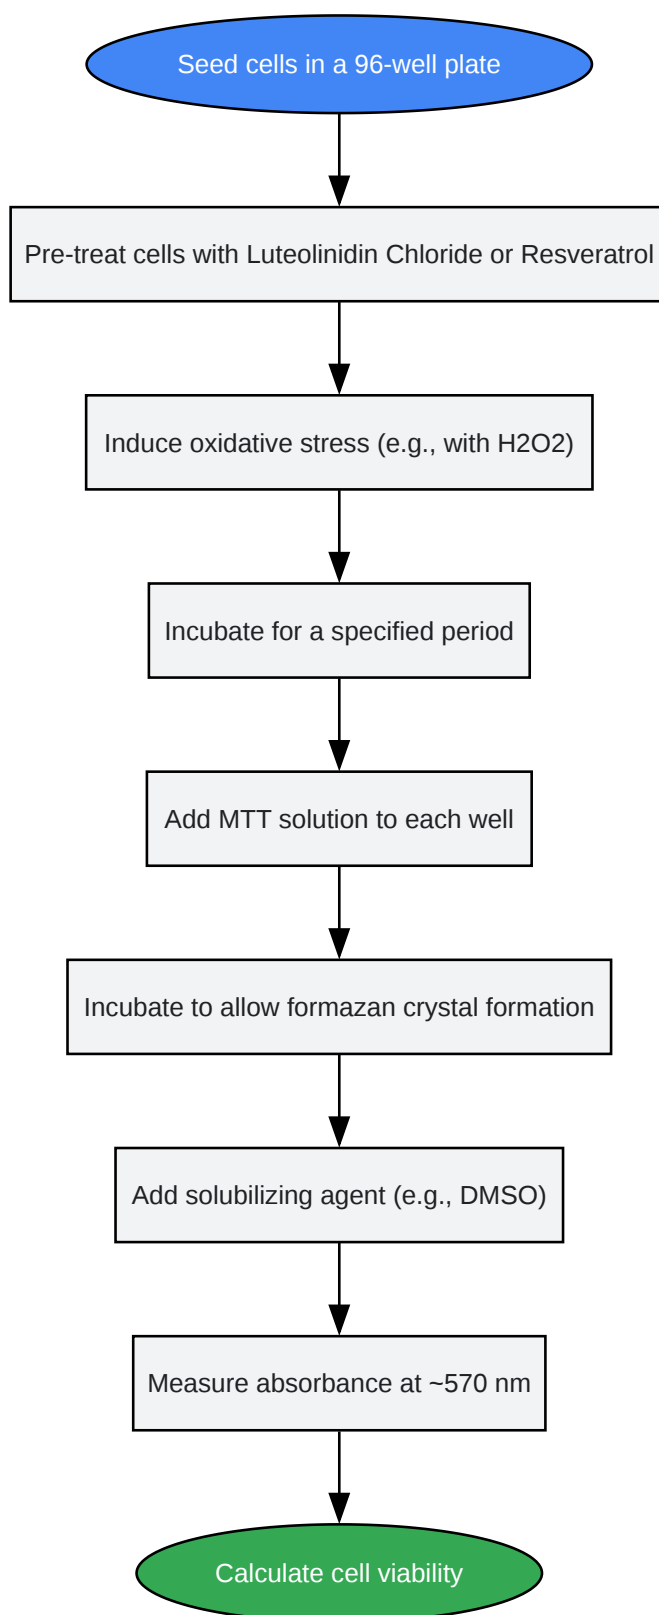 Seed cells in a 96-well plate
Pre-treat cells with Luteolinidin Chloride or Resveratrol
Induce oxidative stress (e.g., with H2O2)
Incubate for a specified period
Add MTT solution to each well
Incubate to allow formazan crystal formation
Add solubilizing agent (e.g., DMSO)
Measure absorbance at ~570 nm
Calculate cell viability